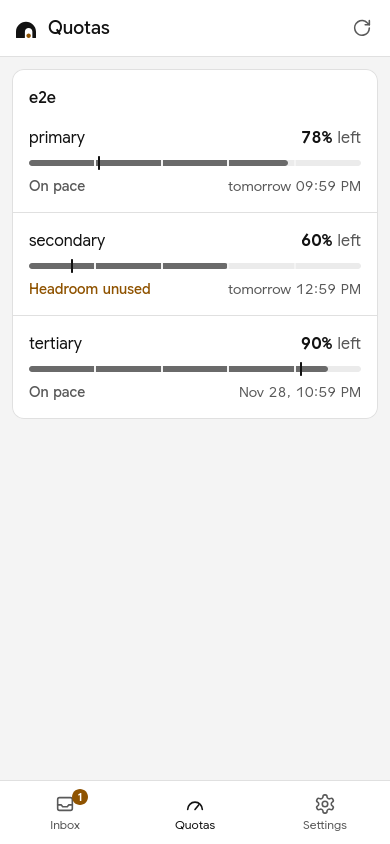 Quotas
e2e
primary 78% left
On pace tomorrow 09:59 PM
secondary 60% left
Headroom unused tomorrow 12:59 PM
tertiary 90% left
On pace Nov 28, 10:59 PM
1
Inbox Quotas Settings